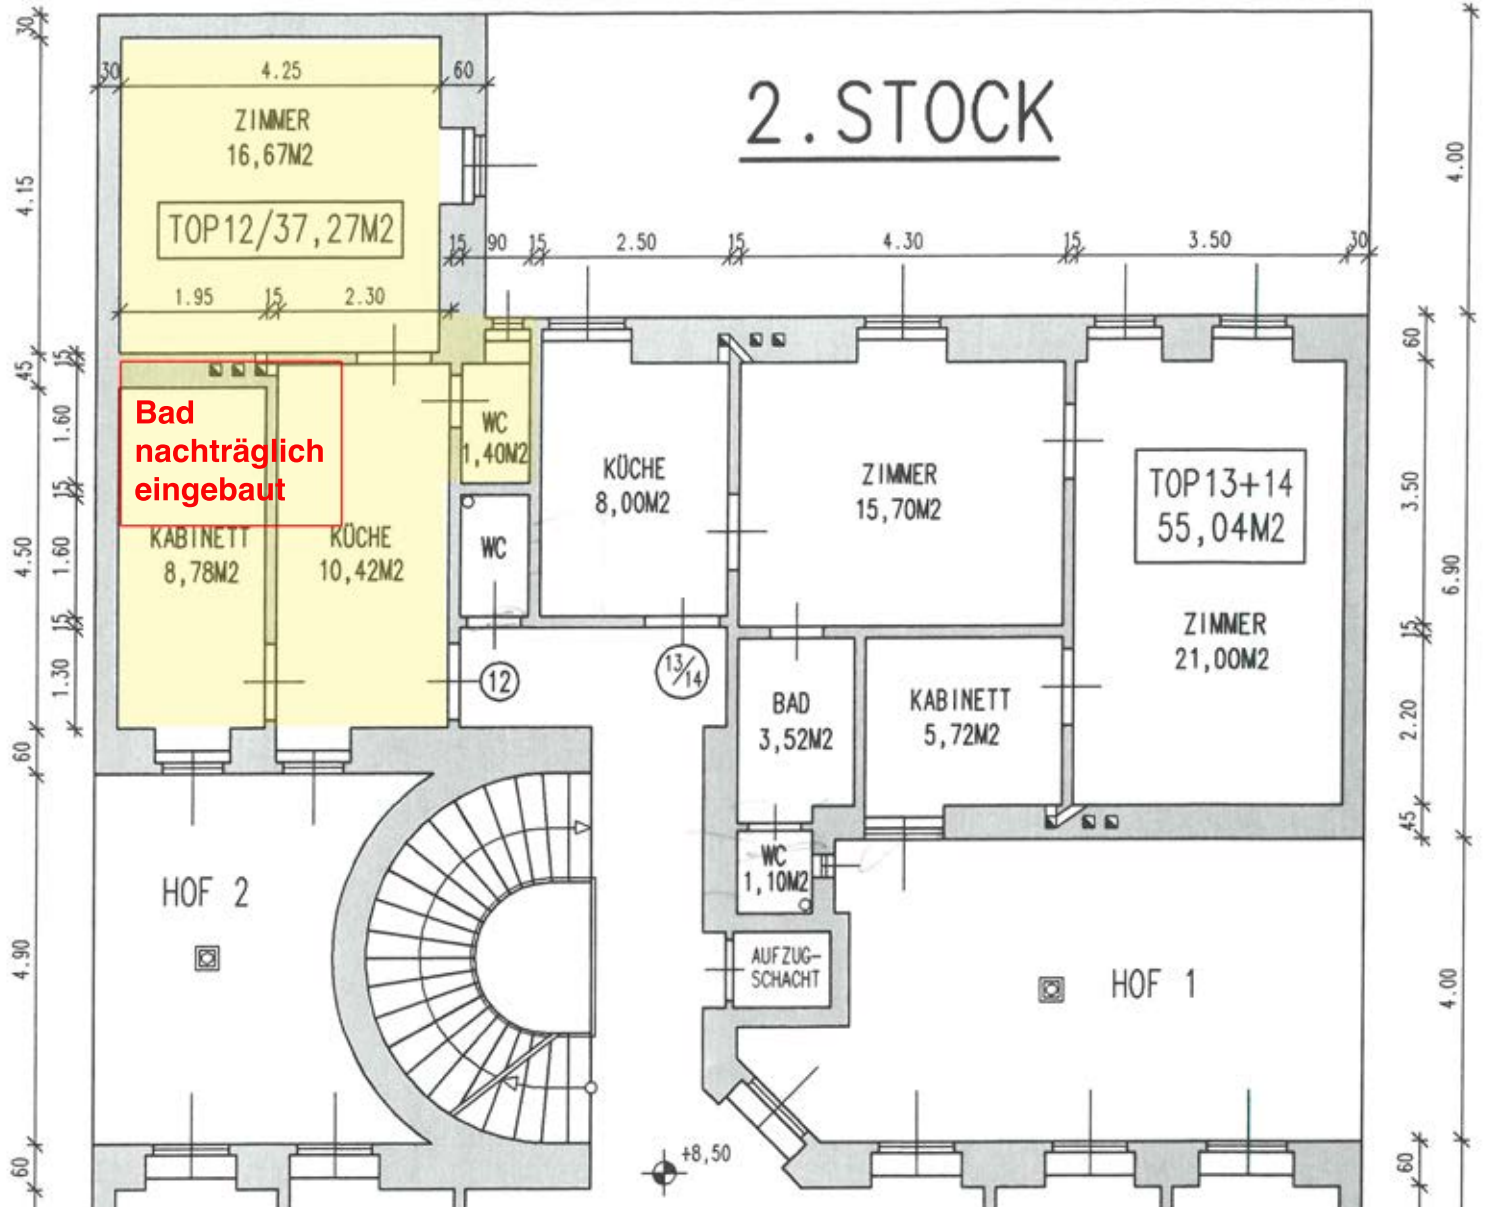 2.STOCK
30
4.25
60
ZIMMER
16,67M2
TOP12/37,27M2
1.95
15
2.30
15
90
15
2.50
15
4.30
15
3.50
30
30
4.15
45
4.50
60
4.90
60
15
1.60
15
1.60
15
1.30
Bad
nachträglich
eingebaut
KABINETT
8,78M2
KÜCHE
10,42M2
WC
1,40M2
WC
KÜCHE
8,00M2
ZIMMER
15,70M2
TOP13+14
55,04M2
ZIMMER
21,00M2
12
13/14
BAD
3,52M2
KABINETT
5,72M2
WC
1,10M2
AUFZUG-
SCHACHT
HOF 2
HOF 1
+8,50
60
3.50
15
2.20
45
60
4.00
6.90
4.00